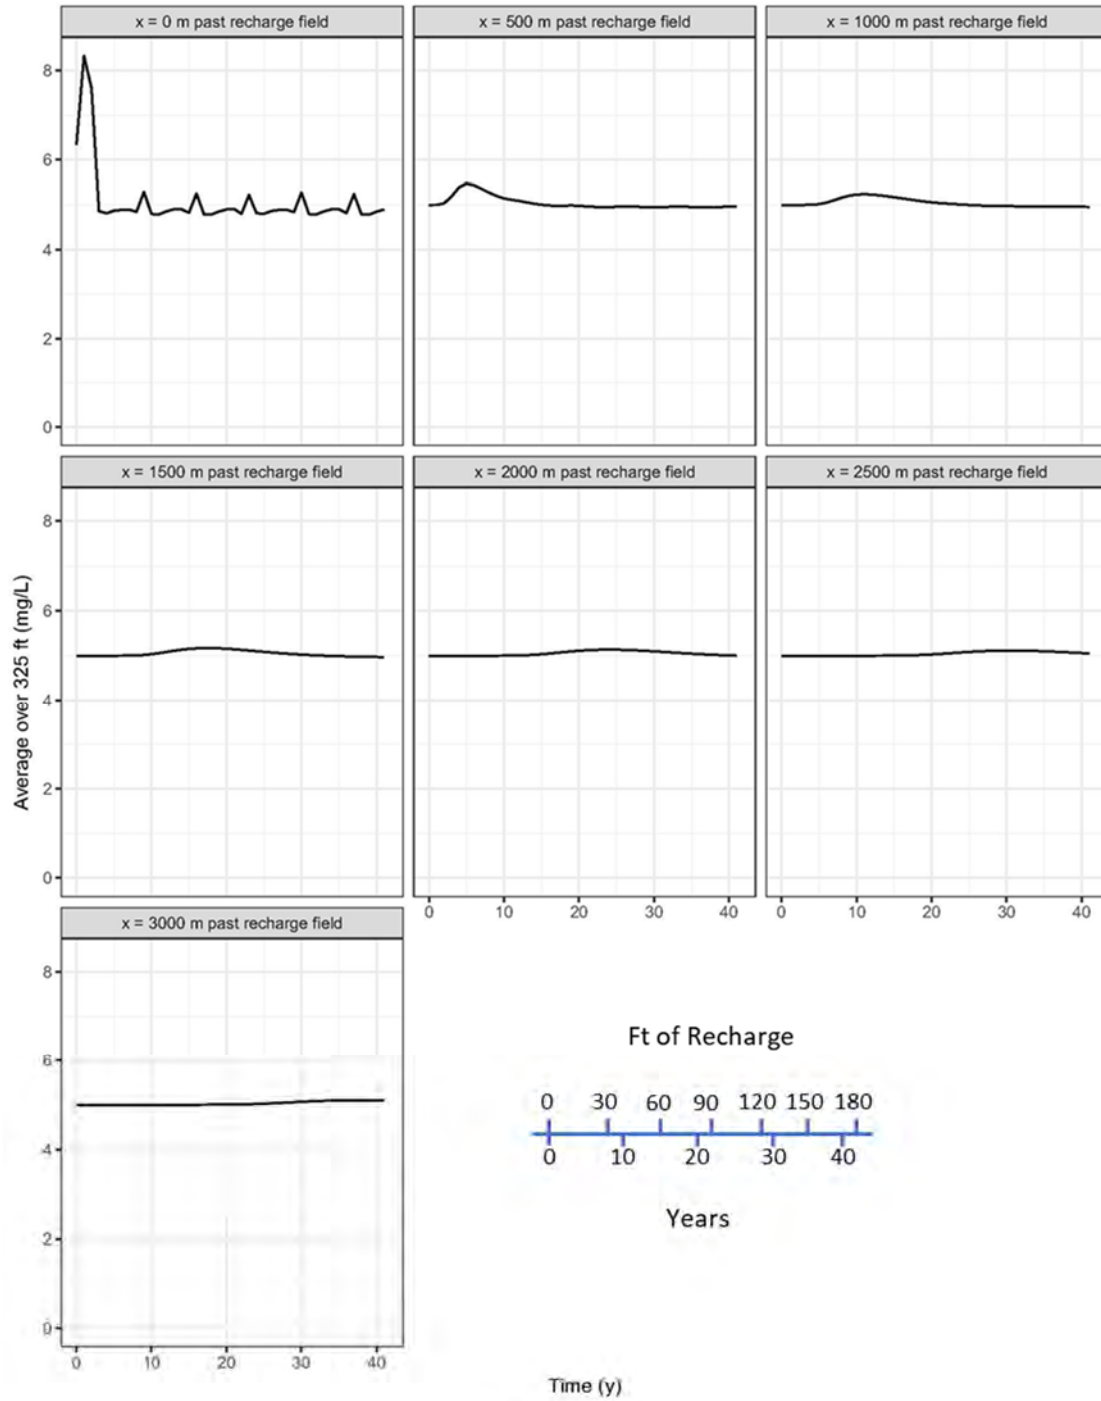 x = 0 m past recharge field
x = 500 m past recharge field
x = 1000 m past recharge field
8
6
4
2
0
x = 1500 m past recharge field
x = 2000 m past recharge field
x = 2500 m past recharge field
8
6
4
2
0
0 10 20 30 40
0 10 20 30 40
Average over 325 ft (mg/L)
x = 3000 m past recharge field
8
6
4
2
0
0 10 20 30 40
Ft of Recharge
0 30 60 90 120 150 180
0 10 20 30 40
Years
Time (y)